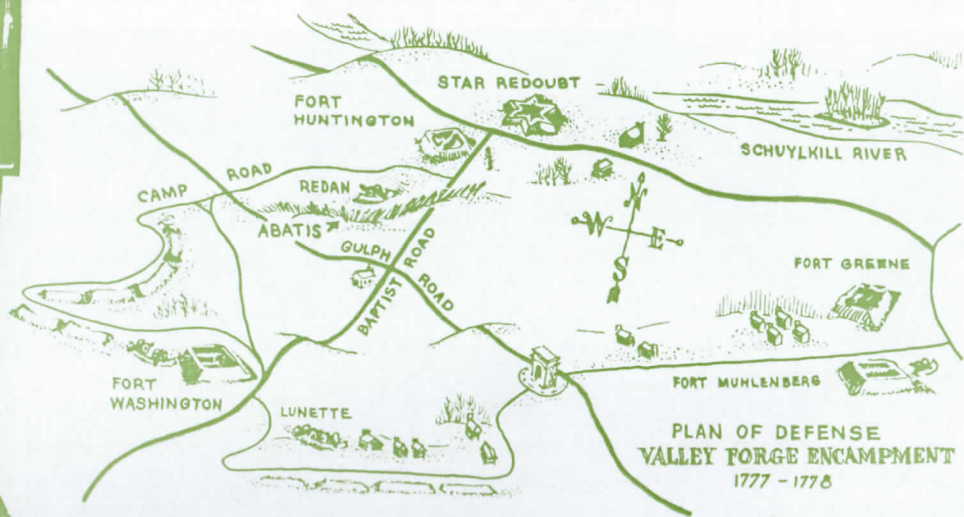 STAR REDOUBT
FORT
HUNTINGTON
SCHUYLKILL RIVER
CAMP ROAD
REDAN
ABATIS
GULPH ROAD
BAPTIST ROAD
N
W E
S
FORT GREENE
FORT MUHLENBERG
FORT
WASHINGTON
LUNETTE
PLAN OF DEFENSE
VALLEY FORGE ENCAMPMENT
1777 - 1778